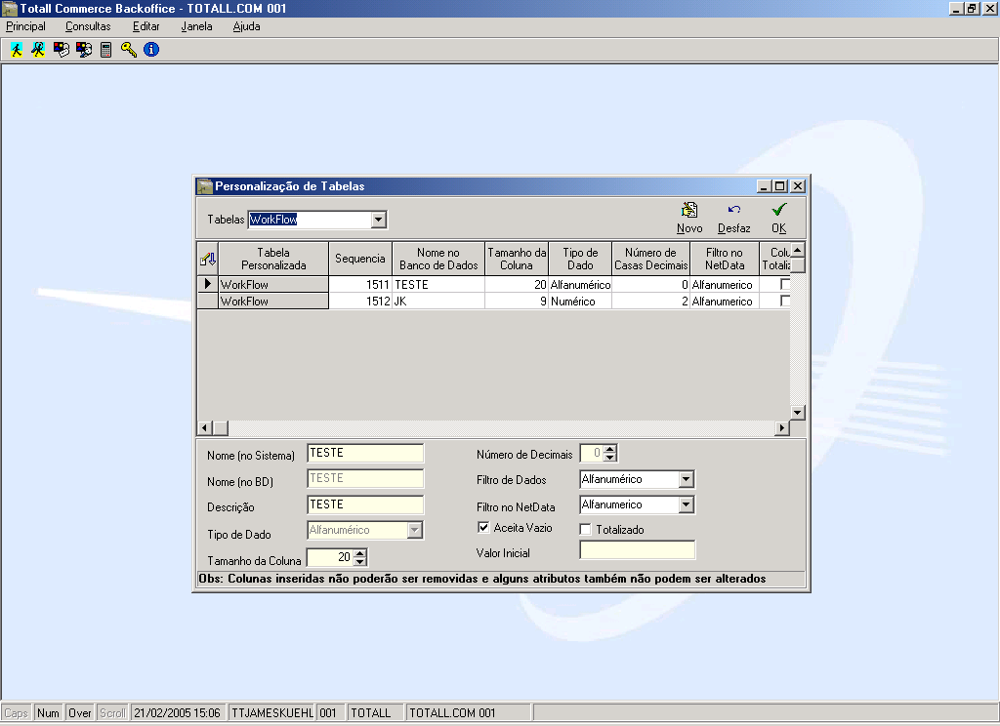 Totall Commerce Backoffice - TOTALL.COM 001
Principal Consultas Editar Janela Ajuda
Personalização de Tabelas
Tabelas WorkFlow
Novo Desfaz OK
Tabela Personalizada Sequencia Nome no Banco de Dados Tamanho da Coluna Tipo de Dado Número de Casas Decimais Filtro no NetData
WorkFlow 1511 TESTE 20 Alfanumérico 0 Alfanumerico
WorkFlow 1512 JK 9 Numérico 2 Alfanumerico
Nome (no Sistema) TESTE Número de Decimais 0
Nome (no BD) TESTE Filtro de Dados Alfanumérico
Descrição TESTE Filtro no NetData Alfanumerico
Tipo de Dado Alfanumérico Aceita Vazio Totalizado
Tamanho da Coluna 20 Valor Inicial
Obs: Colunas inseridas não poderão ser removidas e alguns atributos também não podem ser alterados
Caps Num Over Scroll 21/02/2005 15:06 TTJAMESKUEHL 001 TOTALL TOTALL.COM 001